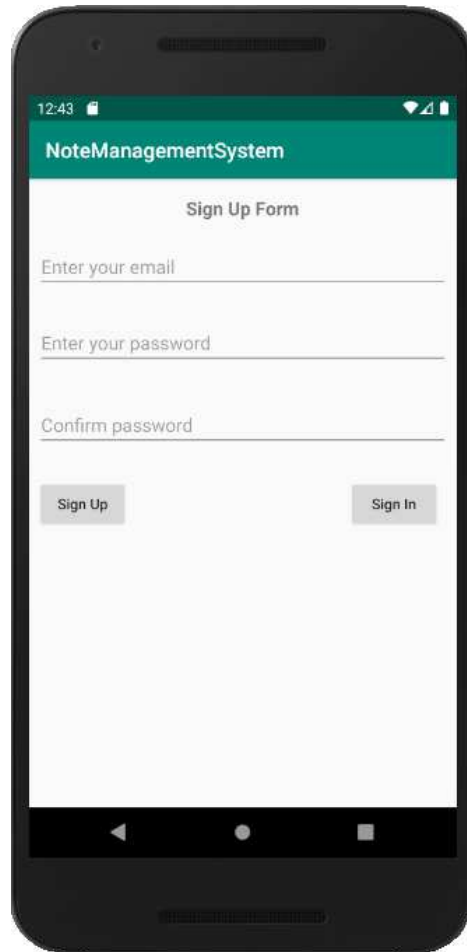 12:43
NoteManagementSystem
Sign Up Form
Enter your email
Enter your password
Confirm password
Sign Up
Sign In